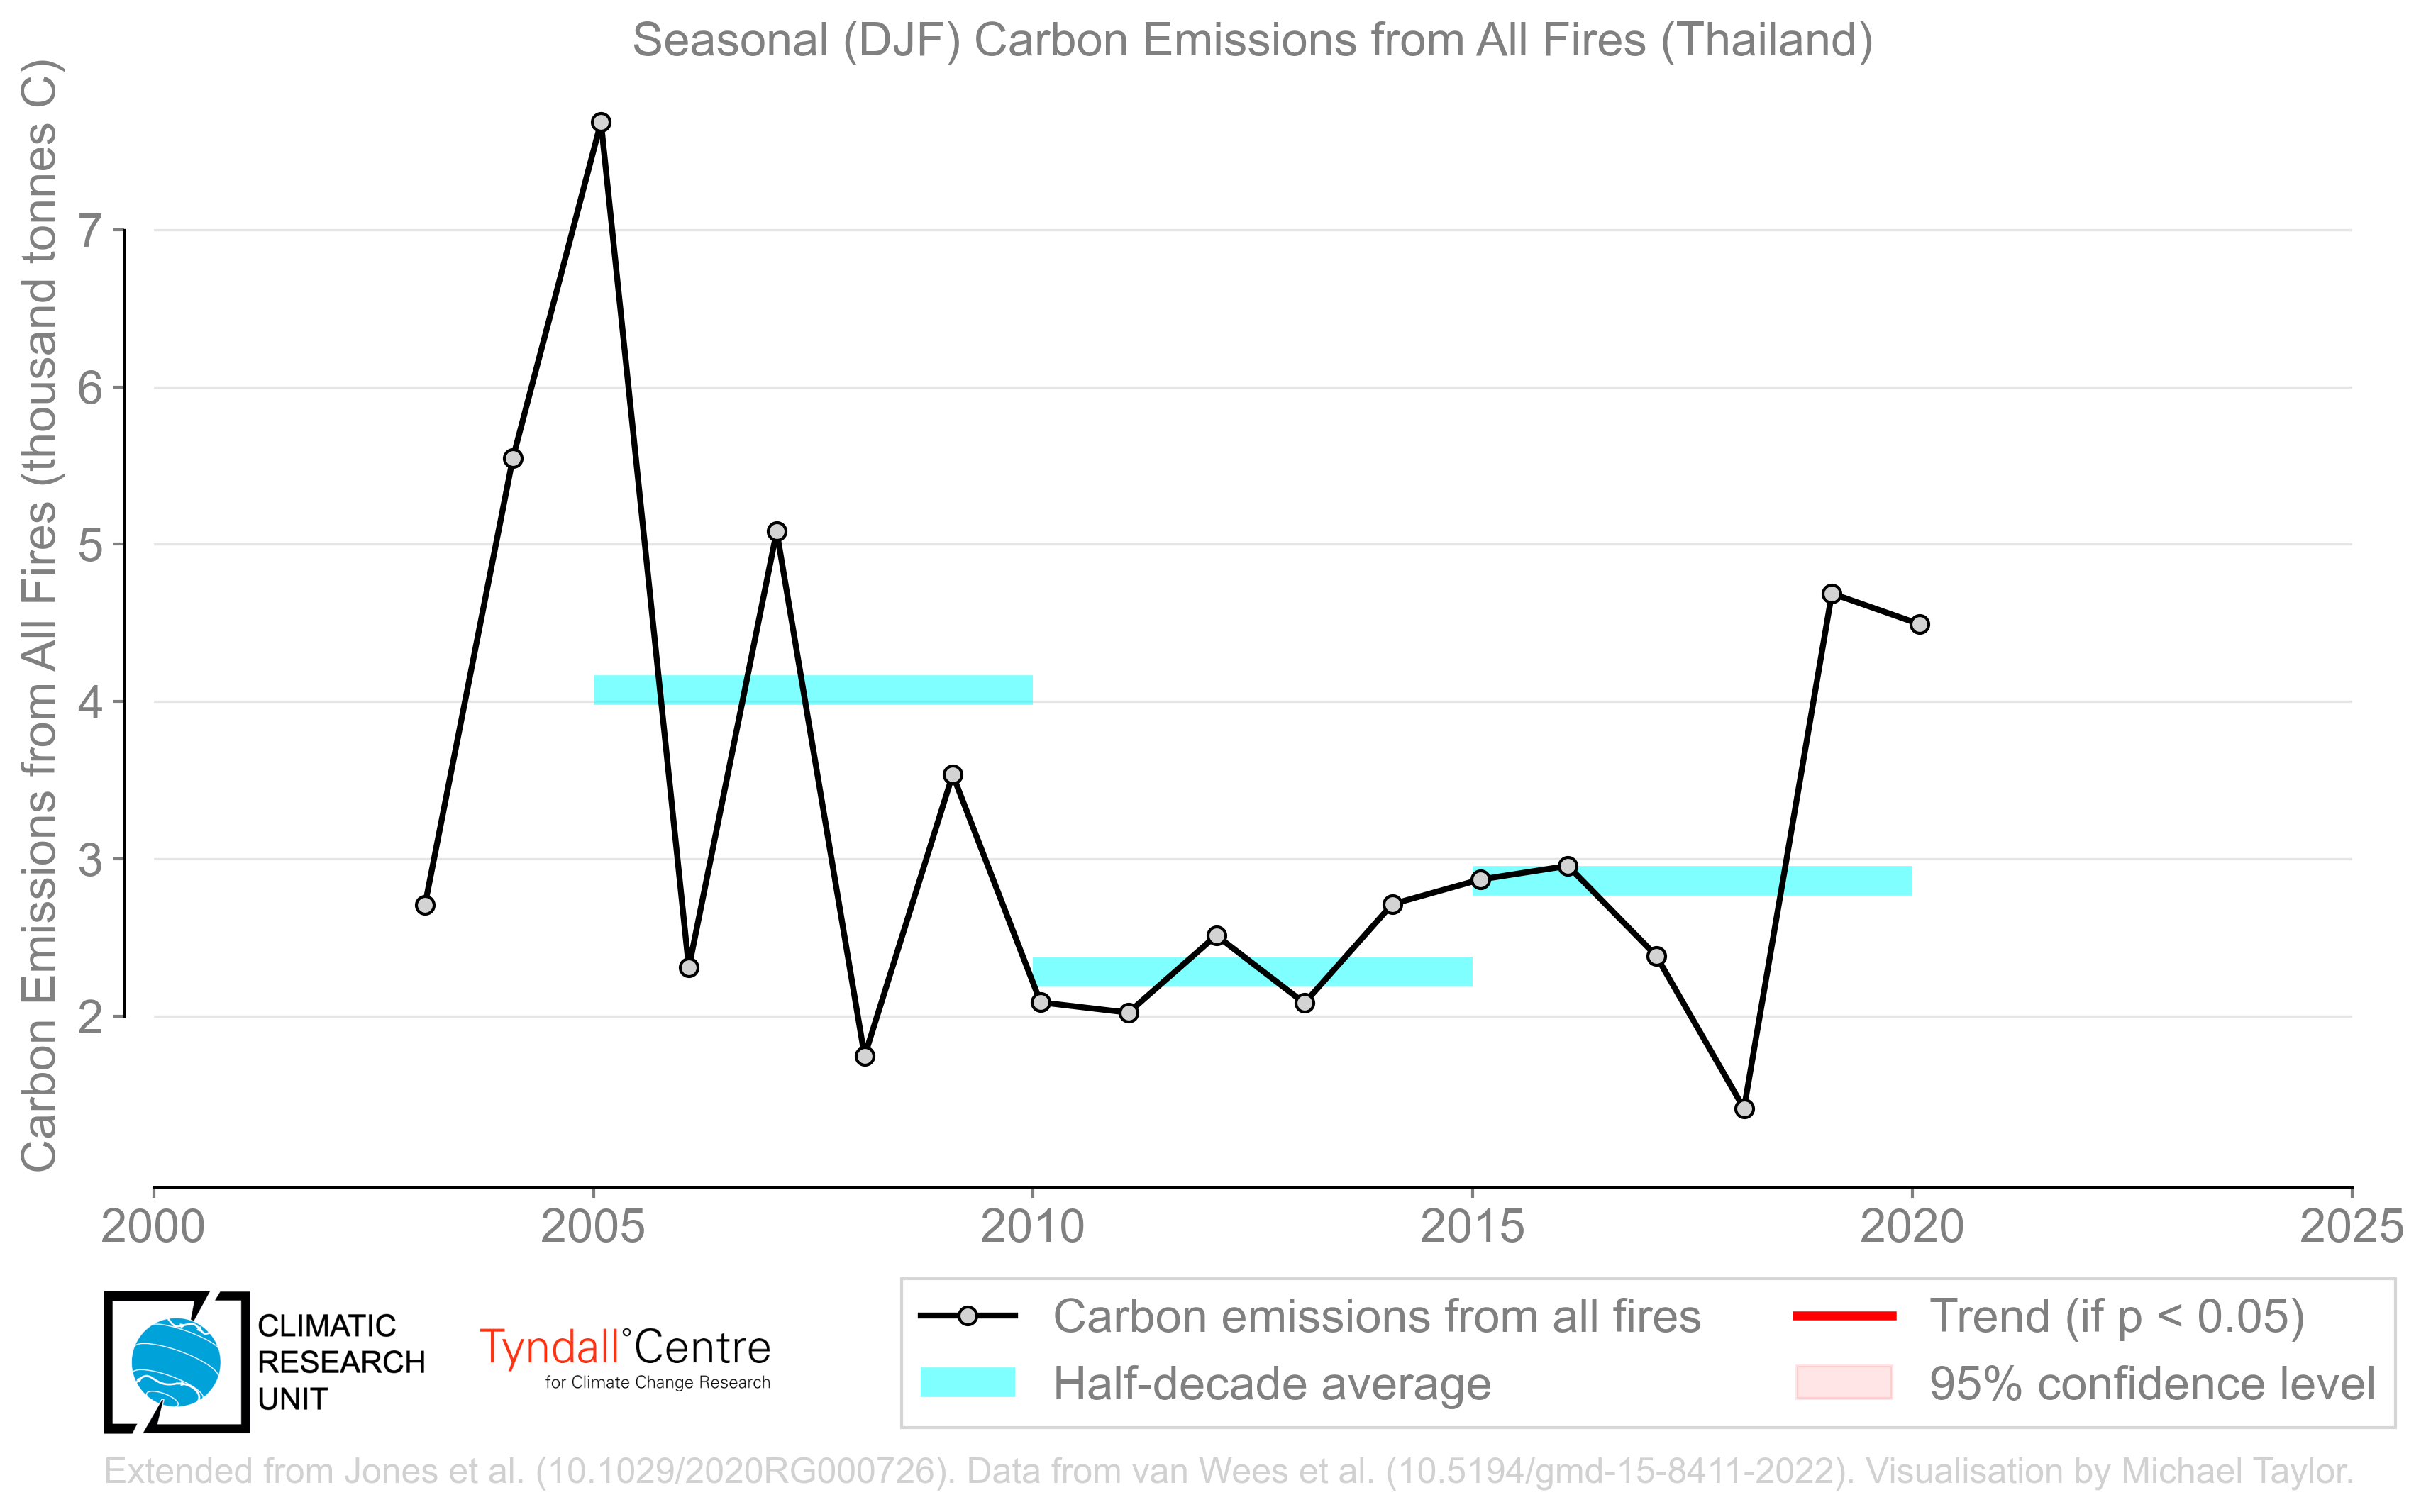 Seasonal (DJF) Carbon Emissions from All Fires (Thailand)
Carbon Emissions from All Fires (thousand tonnes C)
7
6
5
4
3
2
2000
2005
2010
2015
2020
2025
CLIMATIC
RESEARCH
UNIT
Tyndall°Centre
for Climate Change Research
Carbon emissions from all fires
Half-decade average
Trend (if p < 0.05)
95% confidence level
Extended from Jones et al. (10.1029/2020RG000726). Data from van Wees et al. (10.5194/gmd-15-8411-2022). Visualisation by Michael Taylor.